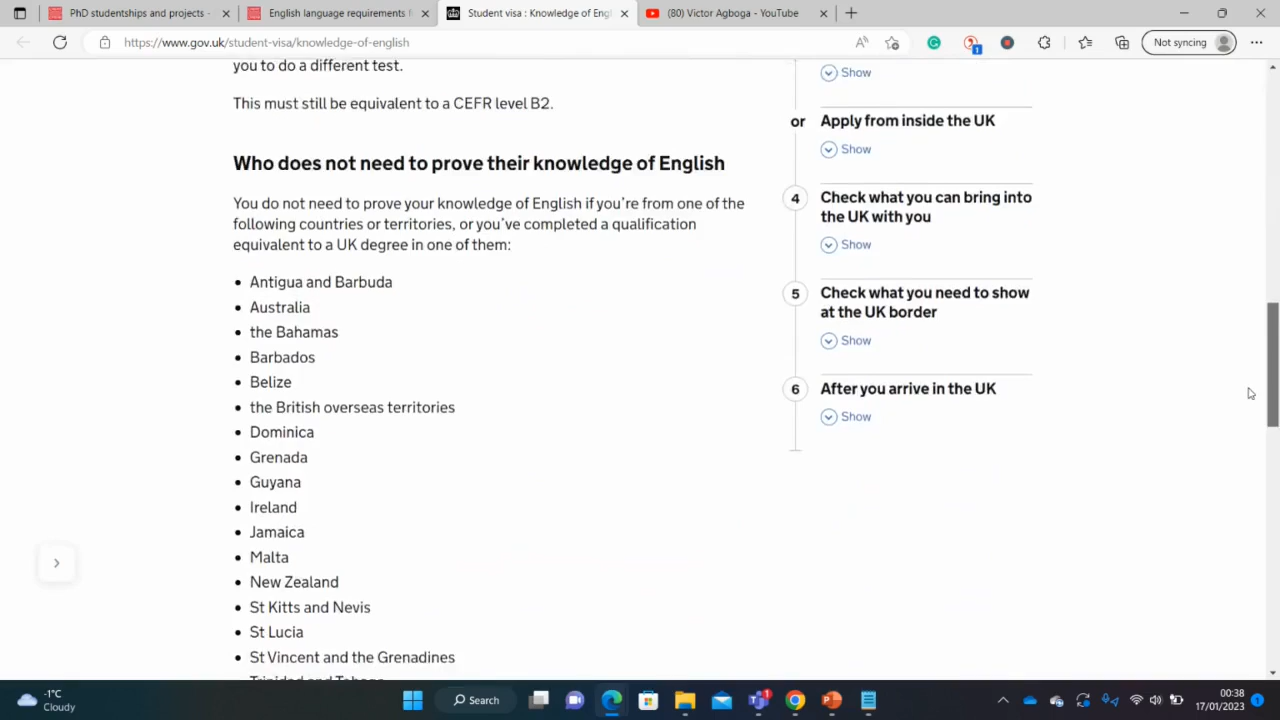 PhD studentships and projects -
English language requirements f
Student visa : Knowledge of Engl
(80) Victor Agboga - YouTube
https://www.gov.uk/student-visa/knowledge-of-english
Not syncing
you to do a different test.
This must still be equivalent to a CEFR level B2.
Who does not need to prove their knowledge of English
You do not need to prove your knowledge of English if you're from one of the
following countries or territories, or you've completed a qualification
equivalent to a UK degree in one of them:
• Antigua and Barbuda
• Australia
• the Bahamas
• Barbados
• Belize
• the British overseas territories
• Dominica
• Grenada
• Guyana
• Ireland
• Jamaica
• Malta
• New Zealand
• St Kitts and Nevis
• St Lucia
• St Vincent and the Grenadines
Trinidad and Tobago
Show
or Apply from inside the UK
Show
4 Check what you can bring into
the UK with you
Show
5 Check what you need to show
at the UK border
Show
6 After you arrive in the UK
Show
-1°C
Cloudy
Search
1
1
00:38
17/01/2023
1